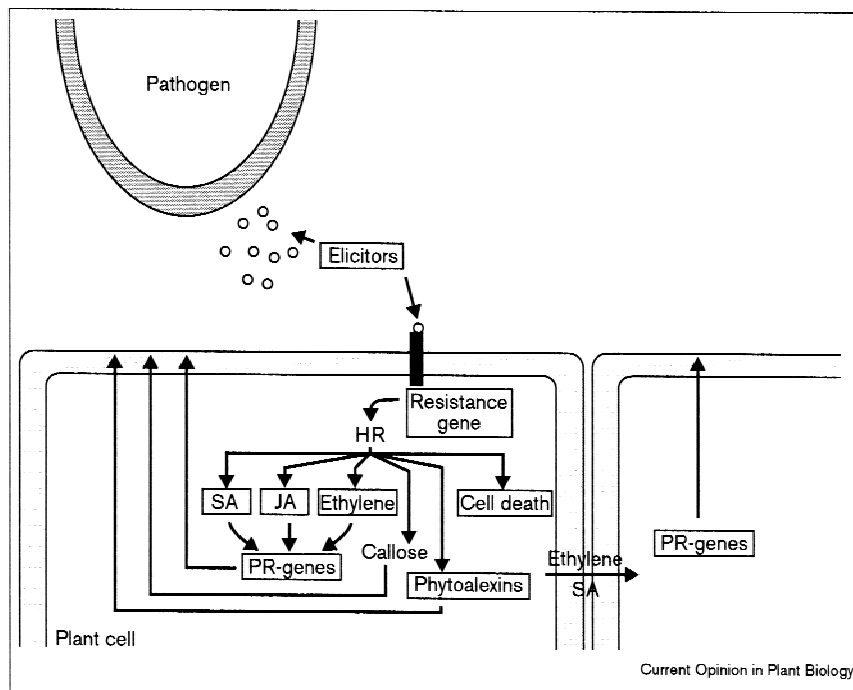 Pathogen
Elicitors
Resistance
gene
HR
SA
JA
Ethylene
Cell death
PR-genes
Callose
Phytoalexins
Ethylene
SA
PR-genes
Plant cell
Current Opinion in Plant Biology